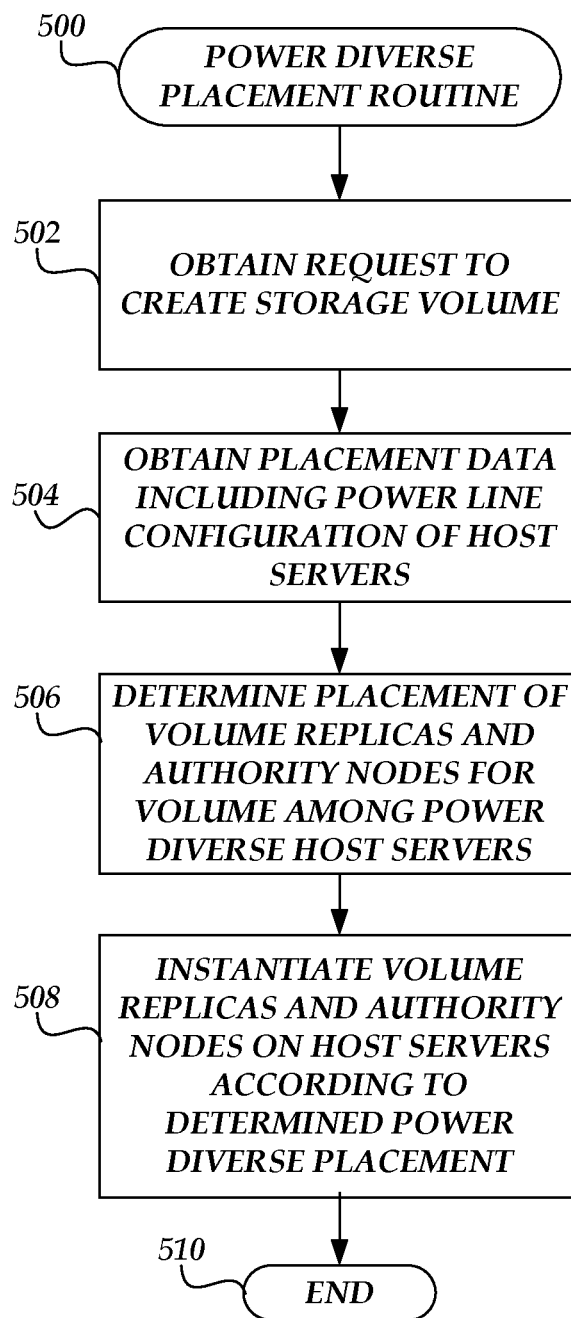 500
POWER DIVERSE
PLACEMENT ROUTINE
502
OBTAIN REQUEST TO
CREATE STORAGE VOLUME
504
OBTAIN PLACEMENT DATA
INCLUDING POWER LINE
CONFIGURATION OF HOST
SERVERS
506
DETERMINE PLACEMENT OF
VOLUME REPLICAS AND
AUTHORITY NODES FOR
VOLUME AMONG POWER
DIVERSE HOST SERVERS
508
INSTANTIATE VOLUME
REPLICAS AND AUTHORITY
NODES ON HOST SERVERS
ACCORDING TO
DETERMINED POWER
DIVERSE PLACEMENT
510
END